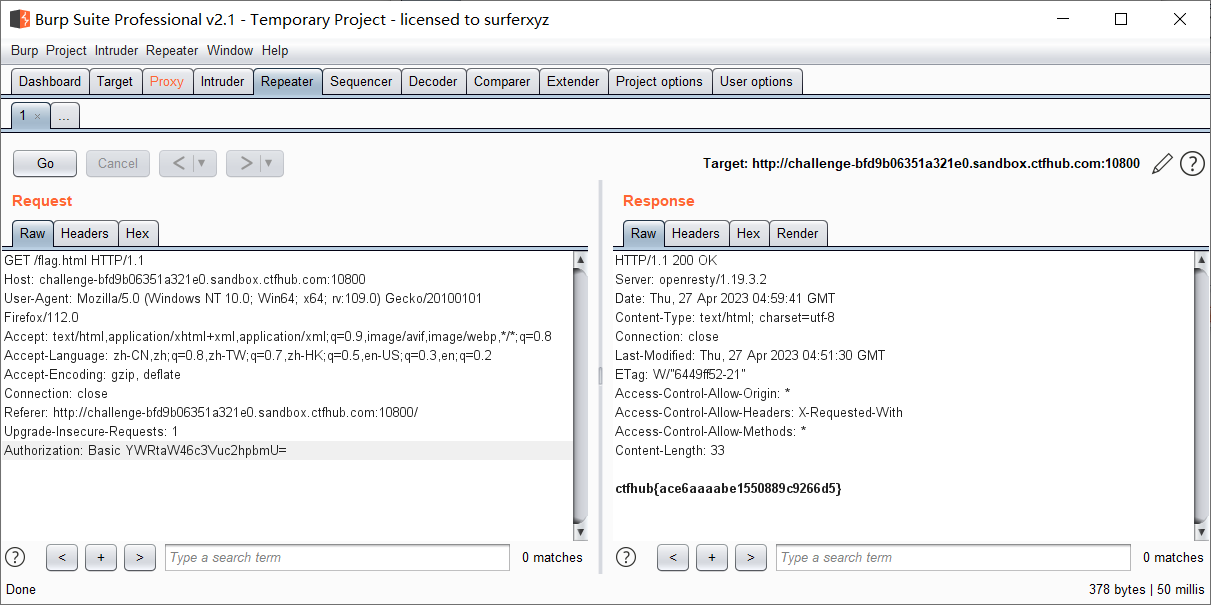 Burp Suite Professional v2.1 - Temporary Project - licensed to surferxyz
Burp Project Intruder Repeater Window Help
Dashboard Target Proxy Intruder Repeater Sequencer Decoder Comparer Extender Project options User options
1 × ...
Go Cancel < ▼ > ▼ Target: http://challenge-bfd9b06351a321e0.sandbox.ctfhub.com:10800 ?
Request
Raw Headers Hex
GET /flag.html HTTP/1.1
Host: challenge-bfd9b06351a321e0.sandbox.ctfhub.com:10800
User-Agent: Mozilla/5.0 (Windows NT 10.0; Win64; x64; rv:109.0) Gecko/20100101
Firefox/112.0
Accept: text/html,application/xhtml+xml,application/xml;q=0.9,image/avif,image/webp,*/*;q=0.8
Accept-Language: zh-CN,zh;q=0.8,zh-TW;q=0.7,zh-HK;q=0.5,en-US;q=0.3,en;q=0.2
Accept-Encoding: gzip, deflate
Connection: close
Referer: http://challenge-bfd9b06351a321e0.sandbox.ctfhub.com:10800/
Upgrade-Insecure-Requests: 1
Authorization: Basic YWRtaW46c3Vuc2hpbmU=
? < + > Type a search term 0 matches
Response
Raw Headers Hex Render
HTTP/1.1 200 OK
Server: openresty/1.19.3.2
Date: Thu, 27 Apr 2023 04:59:41 GMT
Content-Type: text/html; charset=utf-8
Connection: close
Last-Modified: Thu, 27 Apr 2023 04:51:30 GMT
ETag: W/"6449ff52-21"
Access-Control-Allow-Origin: *
Access-Control-Allow-Headers: X-Requested-With
Access-Control-Allow-Methods: *
Content-Length: 33
ctfhub{ace6aaaabe1550889c9266d5}
? < + > Type a search term 0 matches
Done 378 bytes | 50 millis